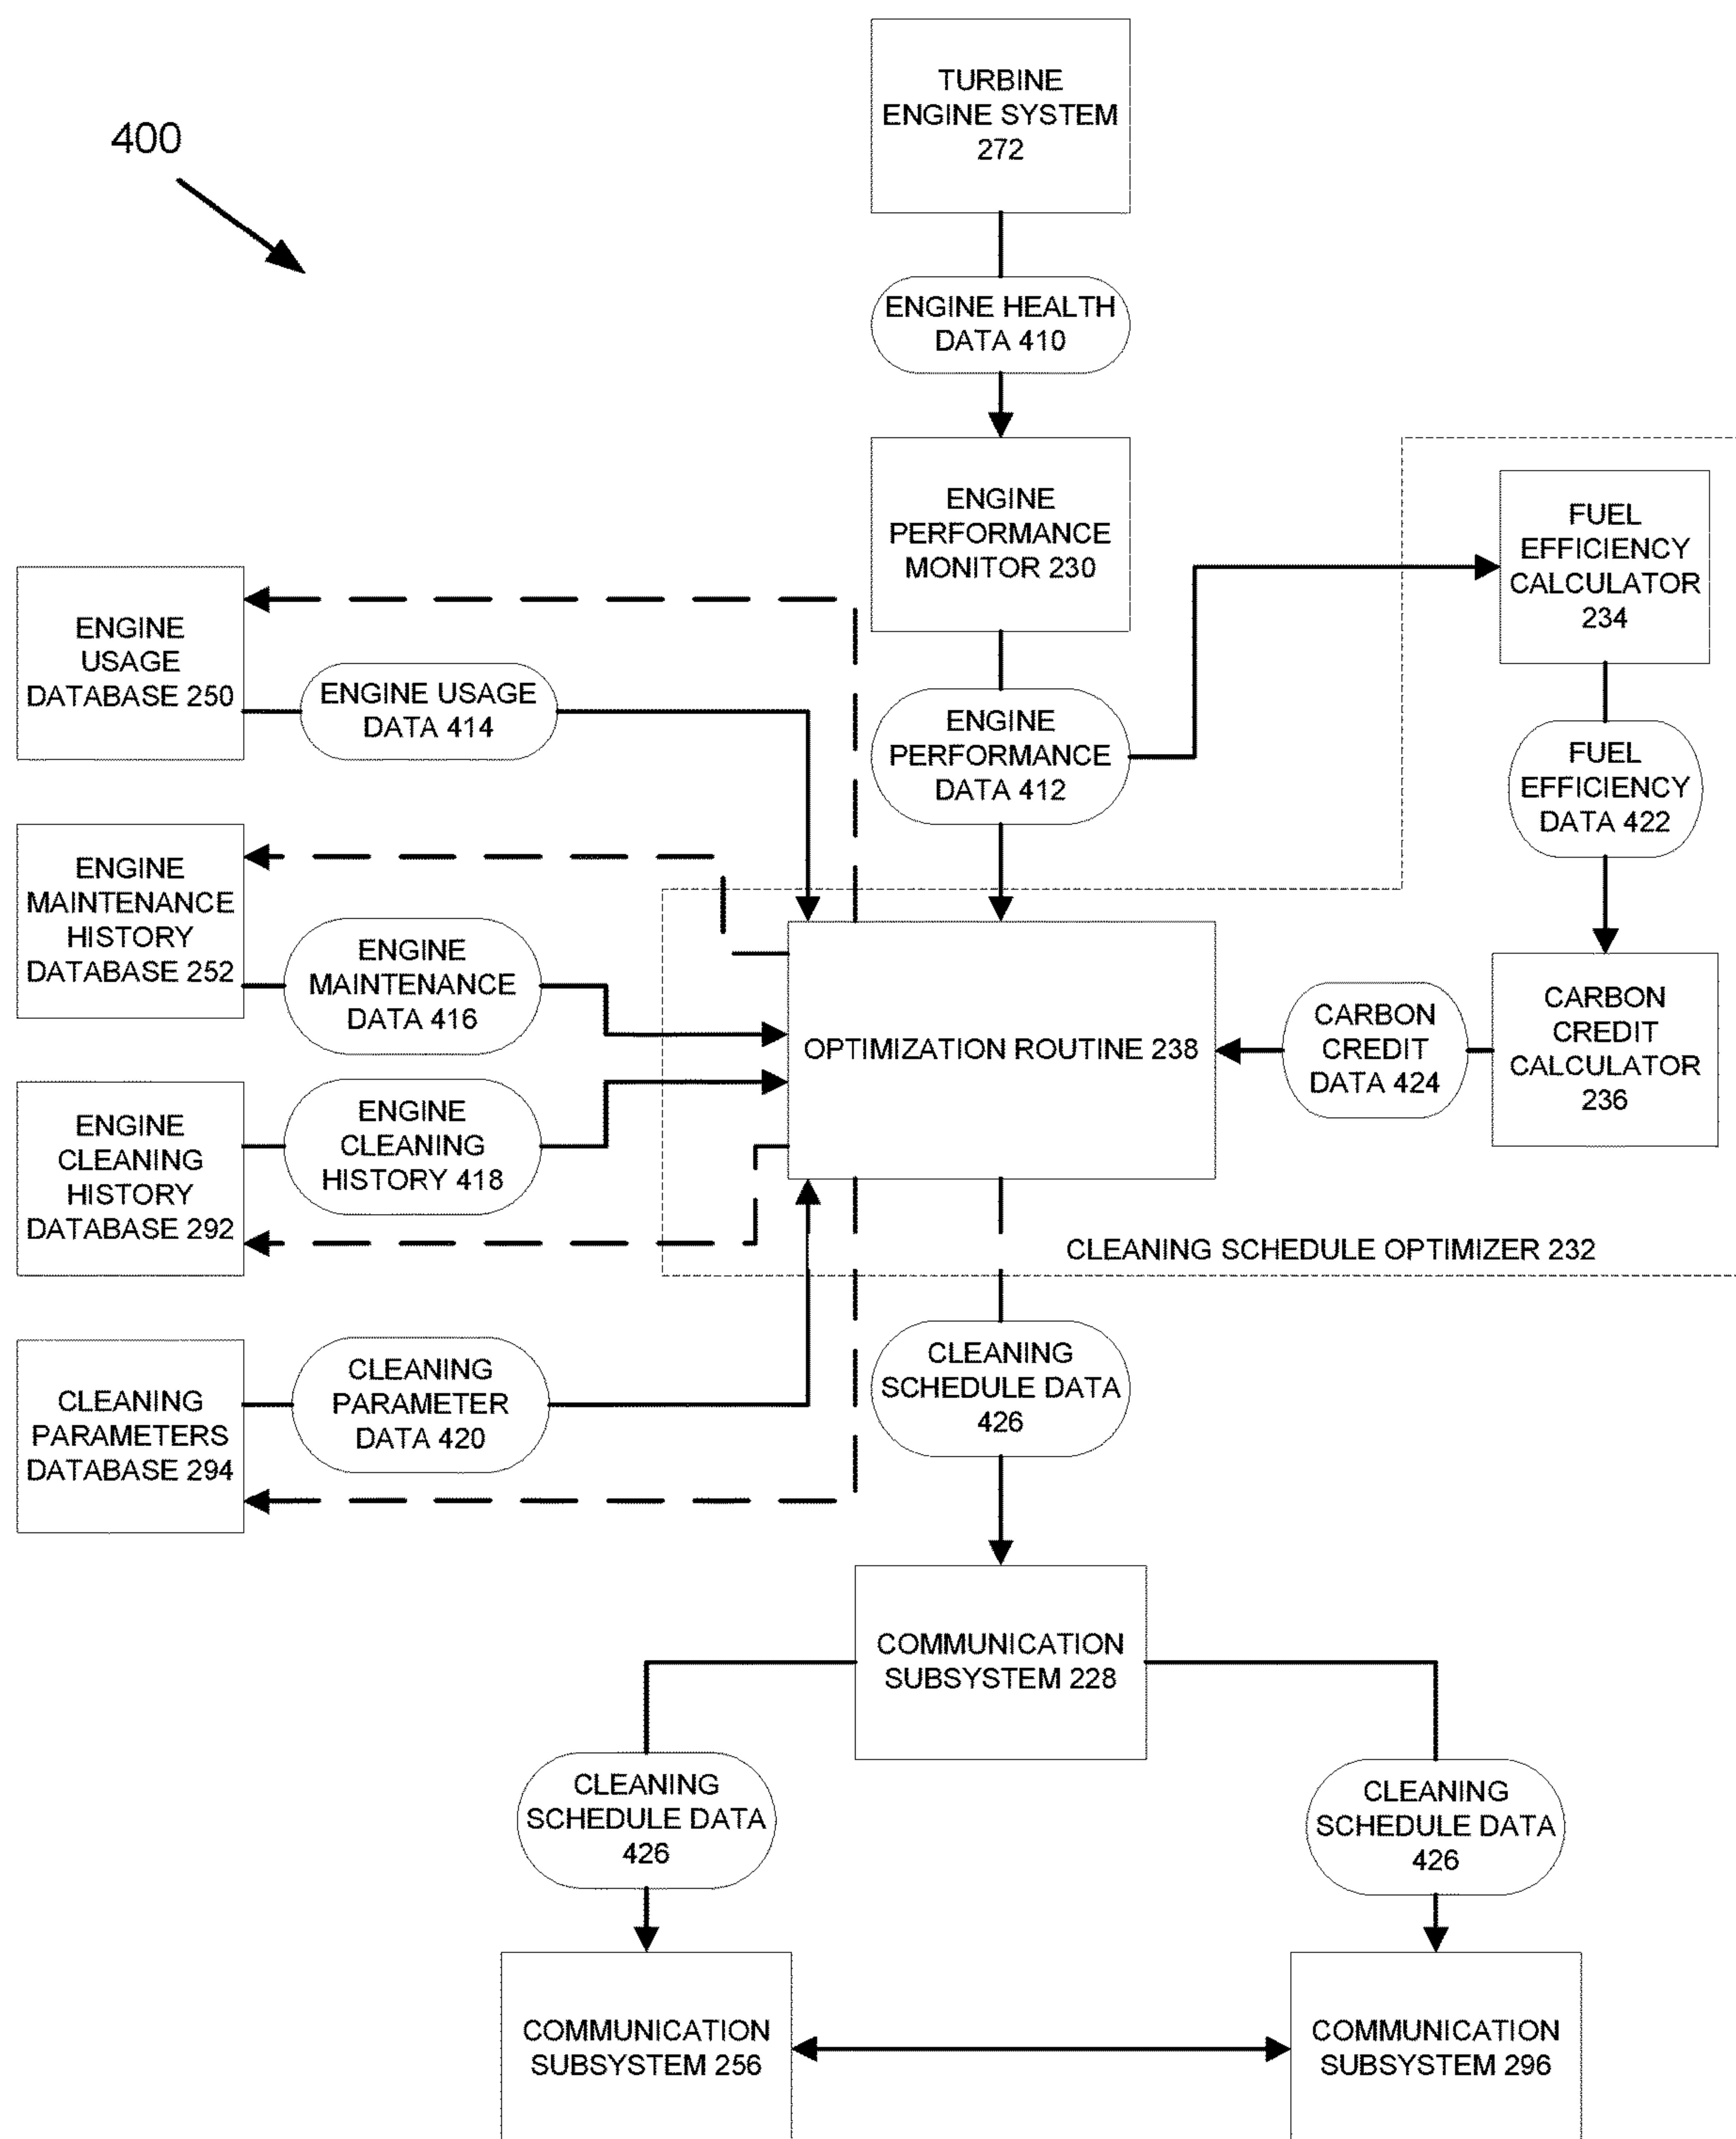 400
TURBINE
ENGINE SYSTEM
272
ENGINE HEALTH
DATA 410
ENGINE
PERFORMANCE
MONITOR 230
FUEL
EFFICIENCY
CALCULATOR
234
ENGINE
USAGE
DATABASE 250
ENGINE USAGE
DATA 414
ENGINE
PERFORMANCE
DATA 412
FUEL
EFFICIENCY
DATA 422
ENGINE
MAINTENANCE
HISTORY
DATABASE 252
ENGINE
MAINTENANCE
DATA 416
OPTIMIZATION ROUTINE 238
CARBON
CREDIT
DATA 424
CARBON
CREDIT
CALCULATOR
236
ENGINE
CLEANING
HISTORY
DATABASE 292
ENGINE
CLEANING
HISTORY 418
CLEANING SCHEDULE OPTIMIZER 232
CLEANING
PARAMETERS
DATABASE 294
CLEANING
PARAMETER
DATA 420
CLEANING
SCHEDULE DATA
426
COMMUNICATION
SUBSYSTEM 228
CLEANING
SCHEDULE DATA
426
CLEANING
SCHEDULE DATA
426
COMMUNICATION
SUBSYSTEM 256
COMMUNICATION
SUBSYSTEM 296